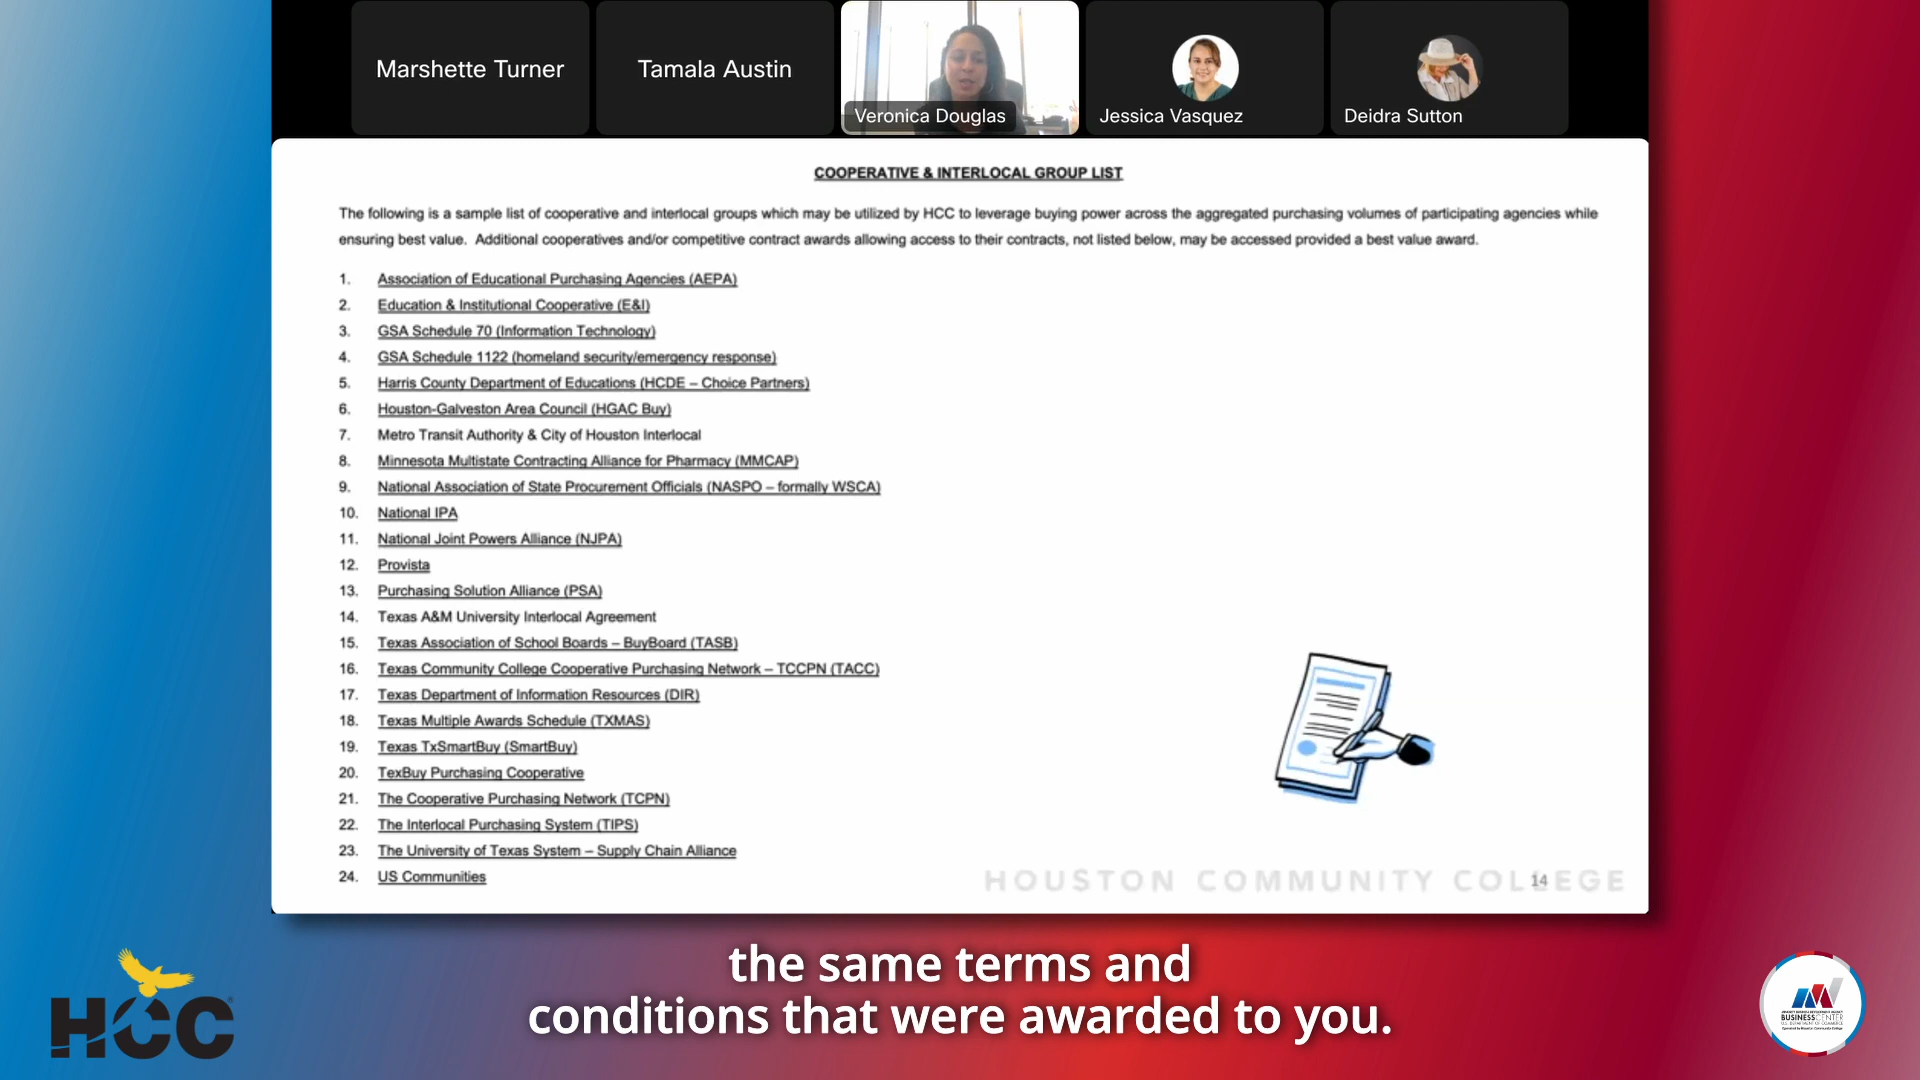 Marshette Turner
Tamala Austin
Veronica Douglas
Jessica Vasquez
Deidra Sutton
COOPERATIVE & INTERLOCAL GROUP LIST
The following is a sample list of cooperative and interlocal groups which may be utilized by HCC to leverage buying power across the aggregated purchasing volumes of participating agencies while
ensuring best value. Additional cooperatives and/or competitive contract awards allowing access to their contracts, not listed below, may be accessed provided a best value award.
1. Association of Educational Purchasing Agencies (AEPA)
2. Education & Institutional Cooperative (E&I)
3. GSA Schedule 70 (Information Technology)
4. GSA Schedule 1122 (homeland security/emergency response)
5. Harris County Department of Educations (HCDE – Choice Partners)
6. Houston-Galveston Area Council (HGAC Buy)
7. Metro Transit Authority & City of Houston Interlocal
8. Minnesota Multistate Contracting Alliance for Pharmacy (MMCAP)
9. National Association of State Procurement Officials (NASPO – formally WSCA)
10. National IPA
11. National Joint Powers Alliance (NJPA)
12. Provista
13. Purchasing Solution Alliance (PSA)
14. Texas A&M University Interlocal Agreement
15. Texas Association of School Boards – BuyBoard (TASB)
16. Texas Community College Cooperative Purchasing Network – TCCPN (TACC)
17. Texas Department of Information Resources (DIR)
18. Texas Multiple Awards Schedule (TXMAS)
19. Texas TxSmartBuy (SmartBuy)
20. TexBuy Purchasing Cooperative
21. The Cooperative Purchasing Network (TCPN)
22. The Interlocal Purchasing System (TIPS)
23. The University of Texas System – Supply Chain Alliance
24. US Communities
HOUSTON COMMUNITY COLLEGE
14
the same terms and
conditions that were awarded to you.
HCC
BUSINESS CENTER
U.S. DEPARTMENT OF COMMERCE